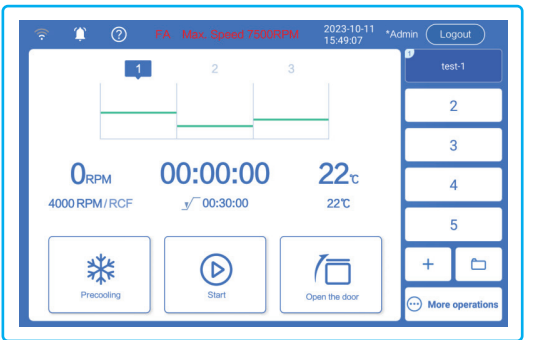 FA Max. Speed 7500RPM
2023-10-11
15:49:07
*Admin
Logout
1
2
3
0RPM
00:00:00
22℃
4000 RPM/RCF
00:30:00
22℃
Precooling
Start
Open the door
1
test-1
2
3
4
5
+
More operations